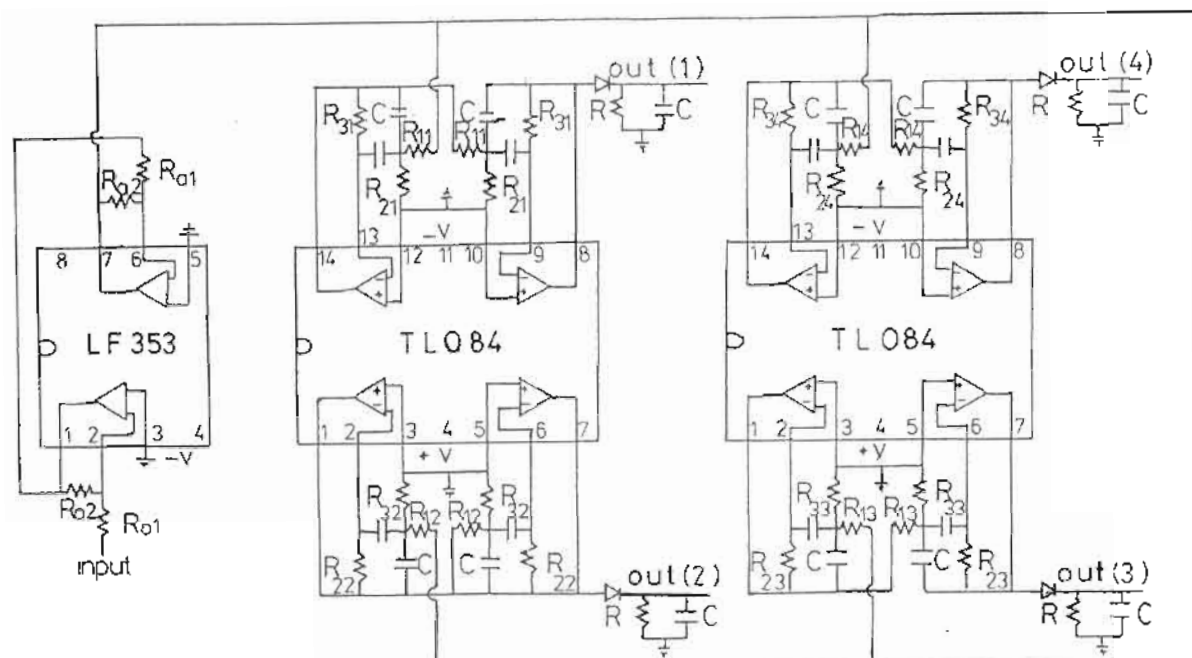 out (1)
out (4)
R31 C R11 R11 C R31 R C
R34 C R14 R14 C R34 R C
Ra2 Ra1
R21 R21
R24 R24
-V
-V
8 7 6 5
14 13 12 11 10 9 8
14 13 12 11 10 9 8
LF 353
TL084
TL084
1 2 3 4
1 2 3 4 5 6 7
1 2 3 4 5 6 7
-V
+V
+V
Ra2 Ra1
R32 R12 R12 R32
R33 R13 R13 R33
input
R22 C C R22
R23 C C R23
out (2)
out (3)
R C
R C